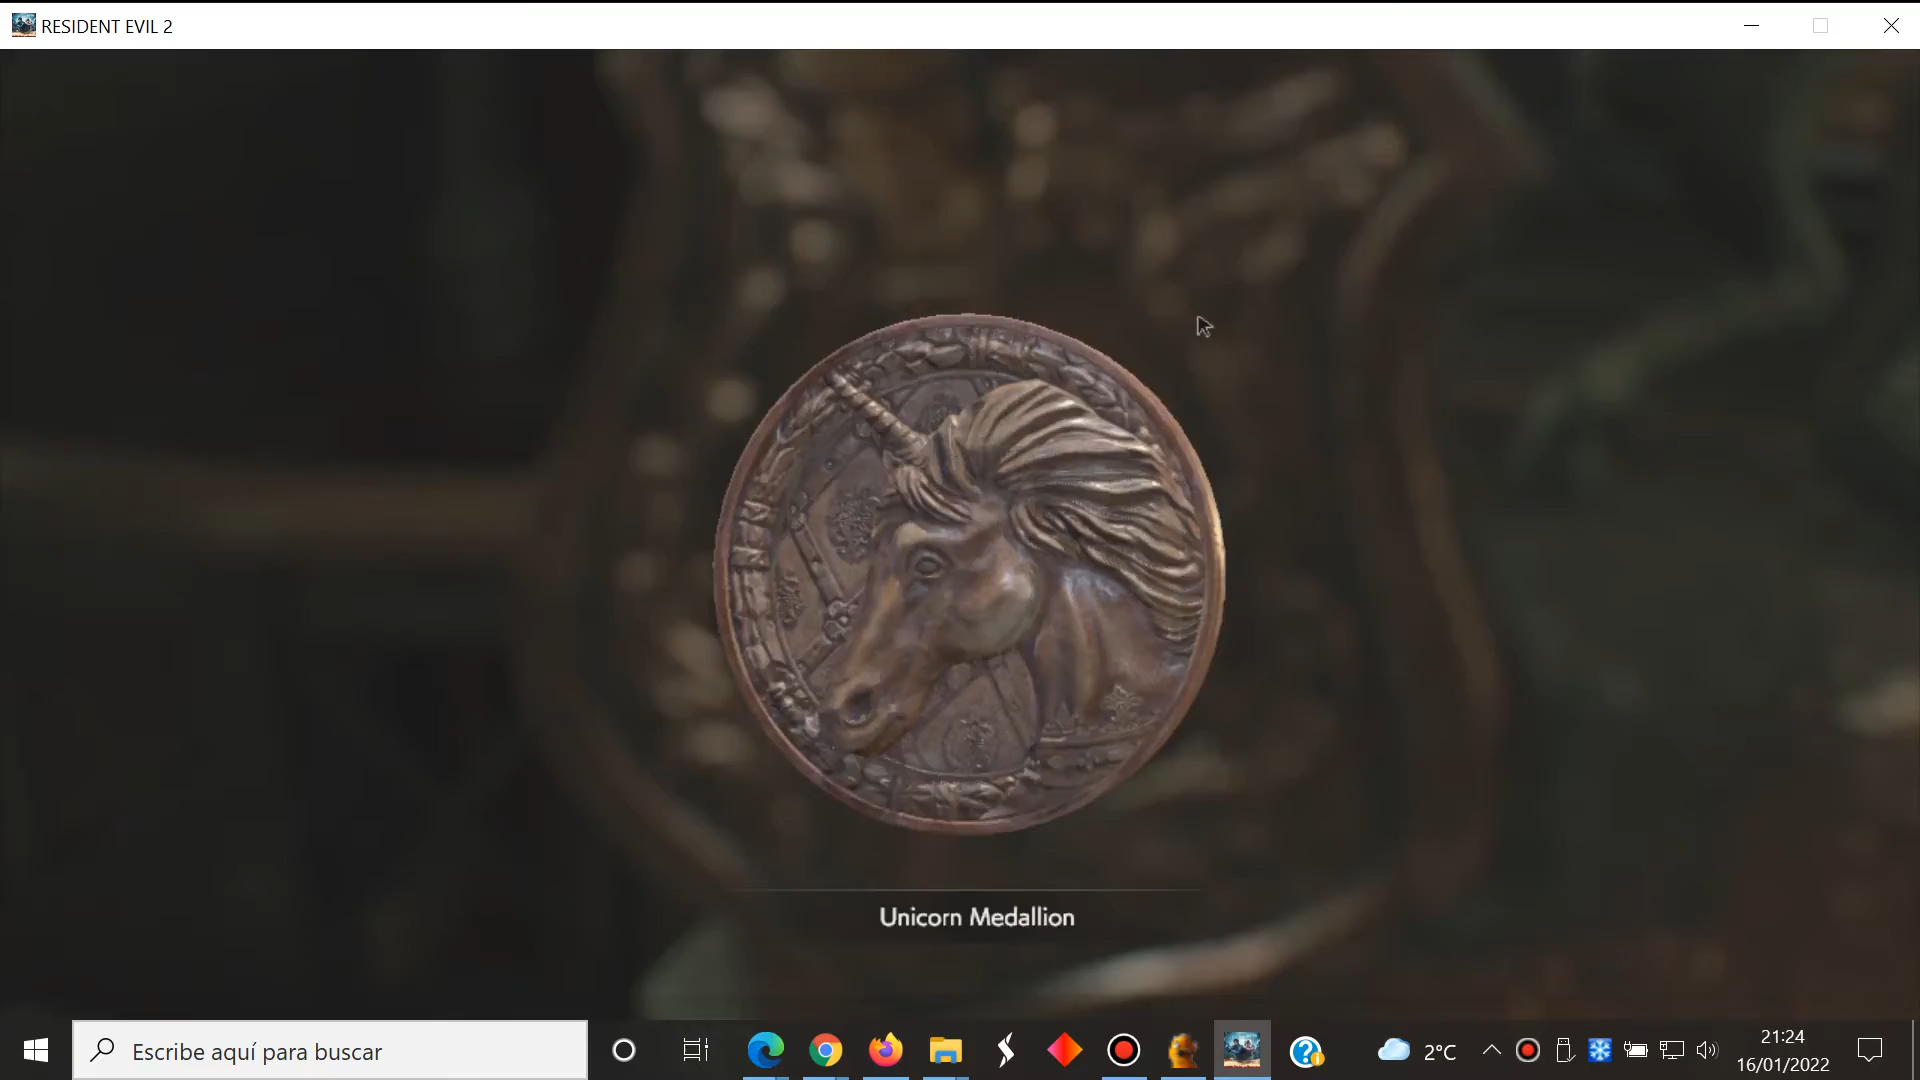 RESIDENT EVIL 2
Unicorn Medallion
Escribe aquí para buscar
2°C
21:24
16/01/2022